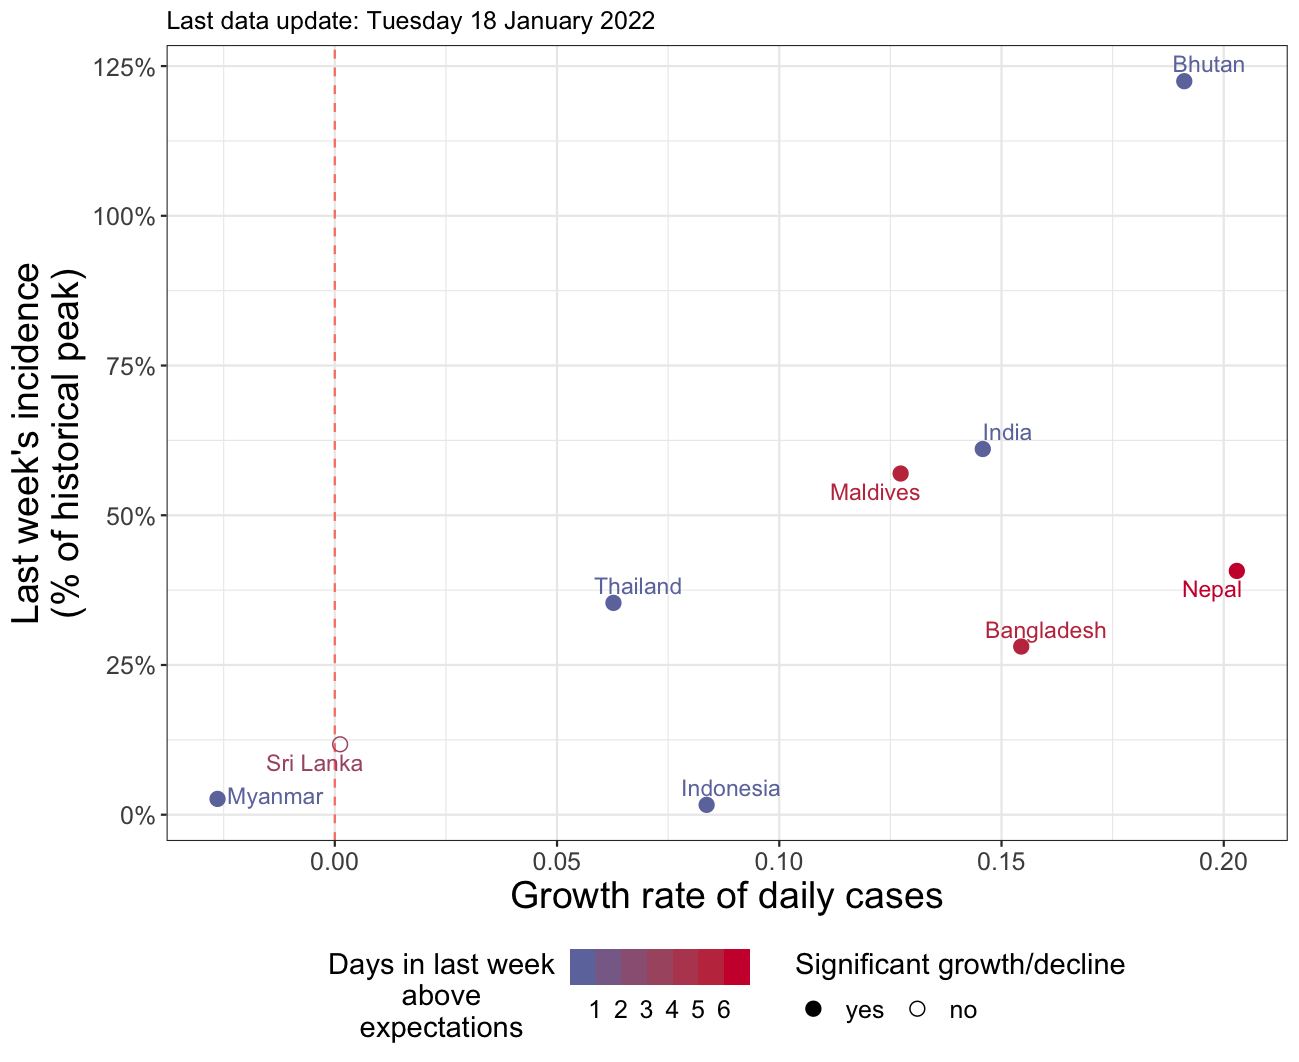 Last data update: Tuesday 18 January 2022
Last week's incidence
(% of historical peak)
125%
100%
75%
50%
25%
0%
Bhutan
India
Maldives
Thailand
Nepal
Bangladesh
Sri Lanka
Myanmar
Indonesia
0.00 0.05 0.10 0.15 0.20
Growth rate of daily cases
Days in last week
above
expectations
1 2 3 4 5 6
Significant growth/decline
yes no